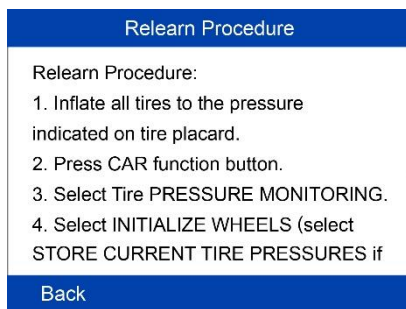 Relearn Procedure
Relearn Procedure:
1. Inflate all tires to the pressure
indicated on tire placard.
2. Press CAR function button.
3. Select Tire PRESSURE MONITORING.
4. Select INITIALIZE WHEELS (select
STORE CURRENT TIRE PRESSURES if
Back